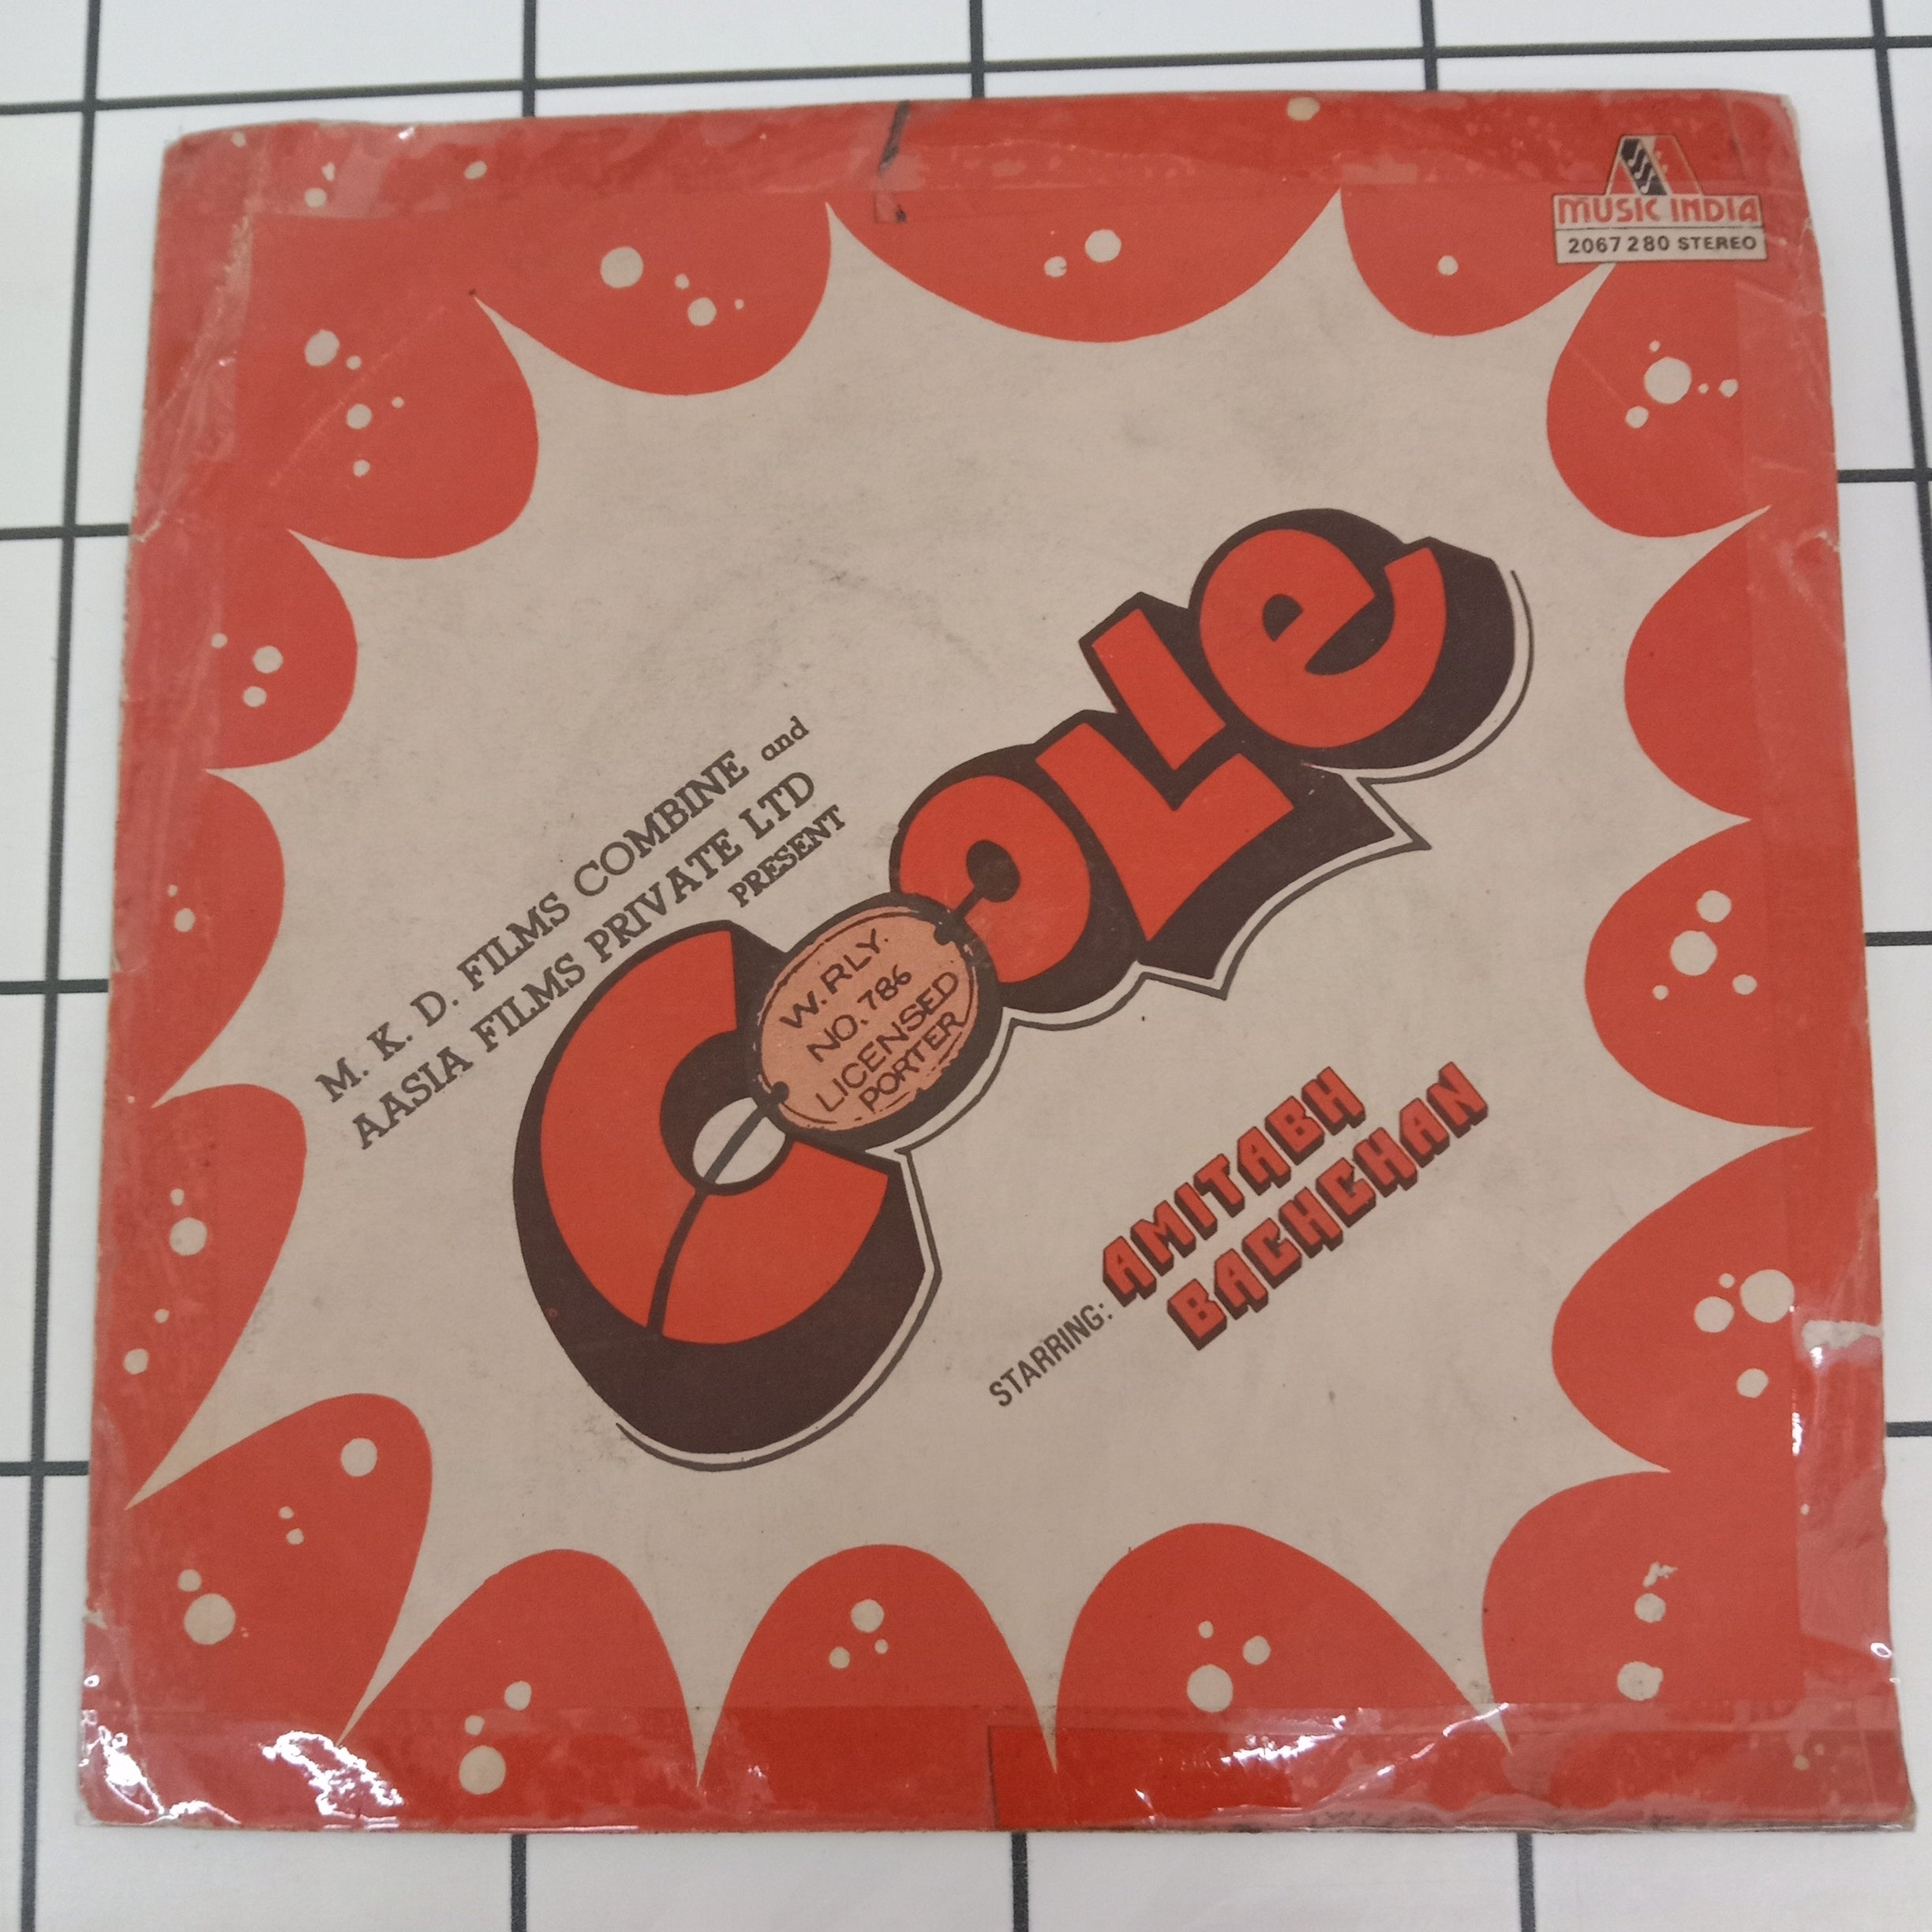 MUSIC INDIA
2067 280 STEREO
M. K. D. FILMS COMBINE and
AASIA FILMS PRIVATE LTD
PRESENT
COOLIE
W. RLY.
NO. 786
LICENSED
PORTER
STARRING: AMITABH
BACHCHAN